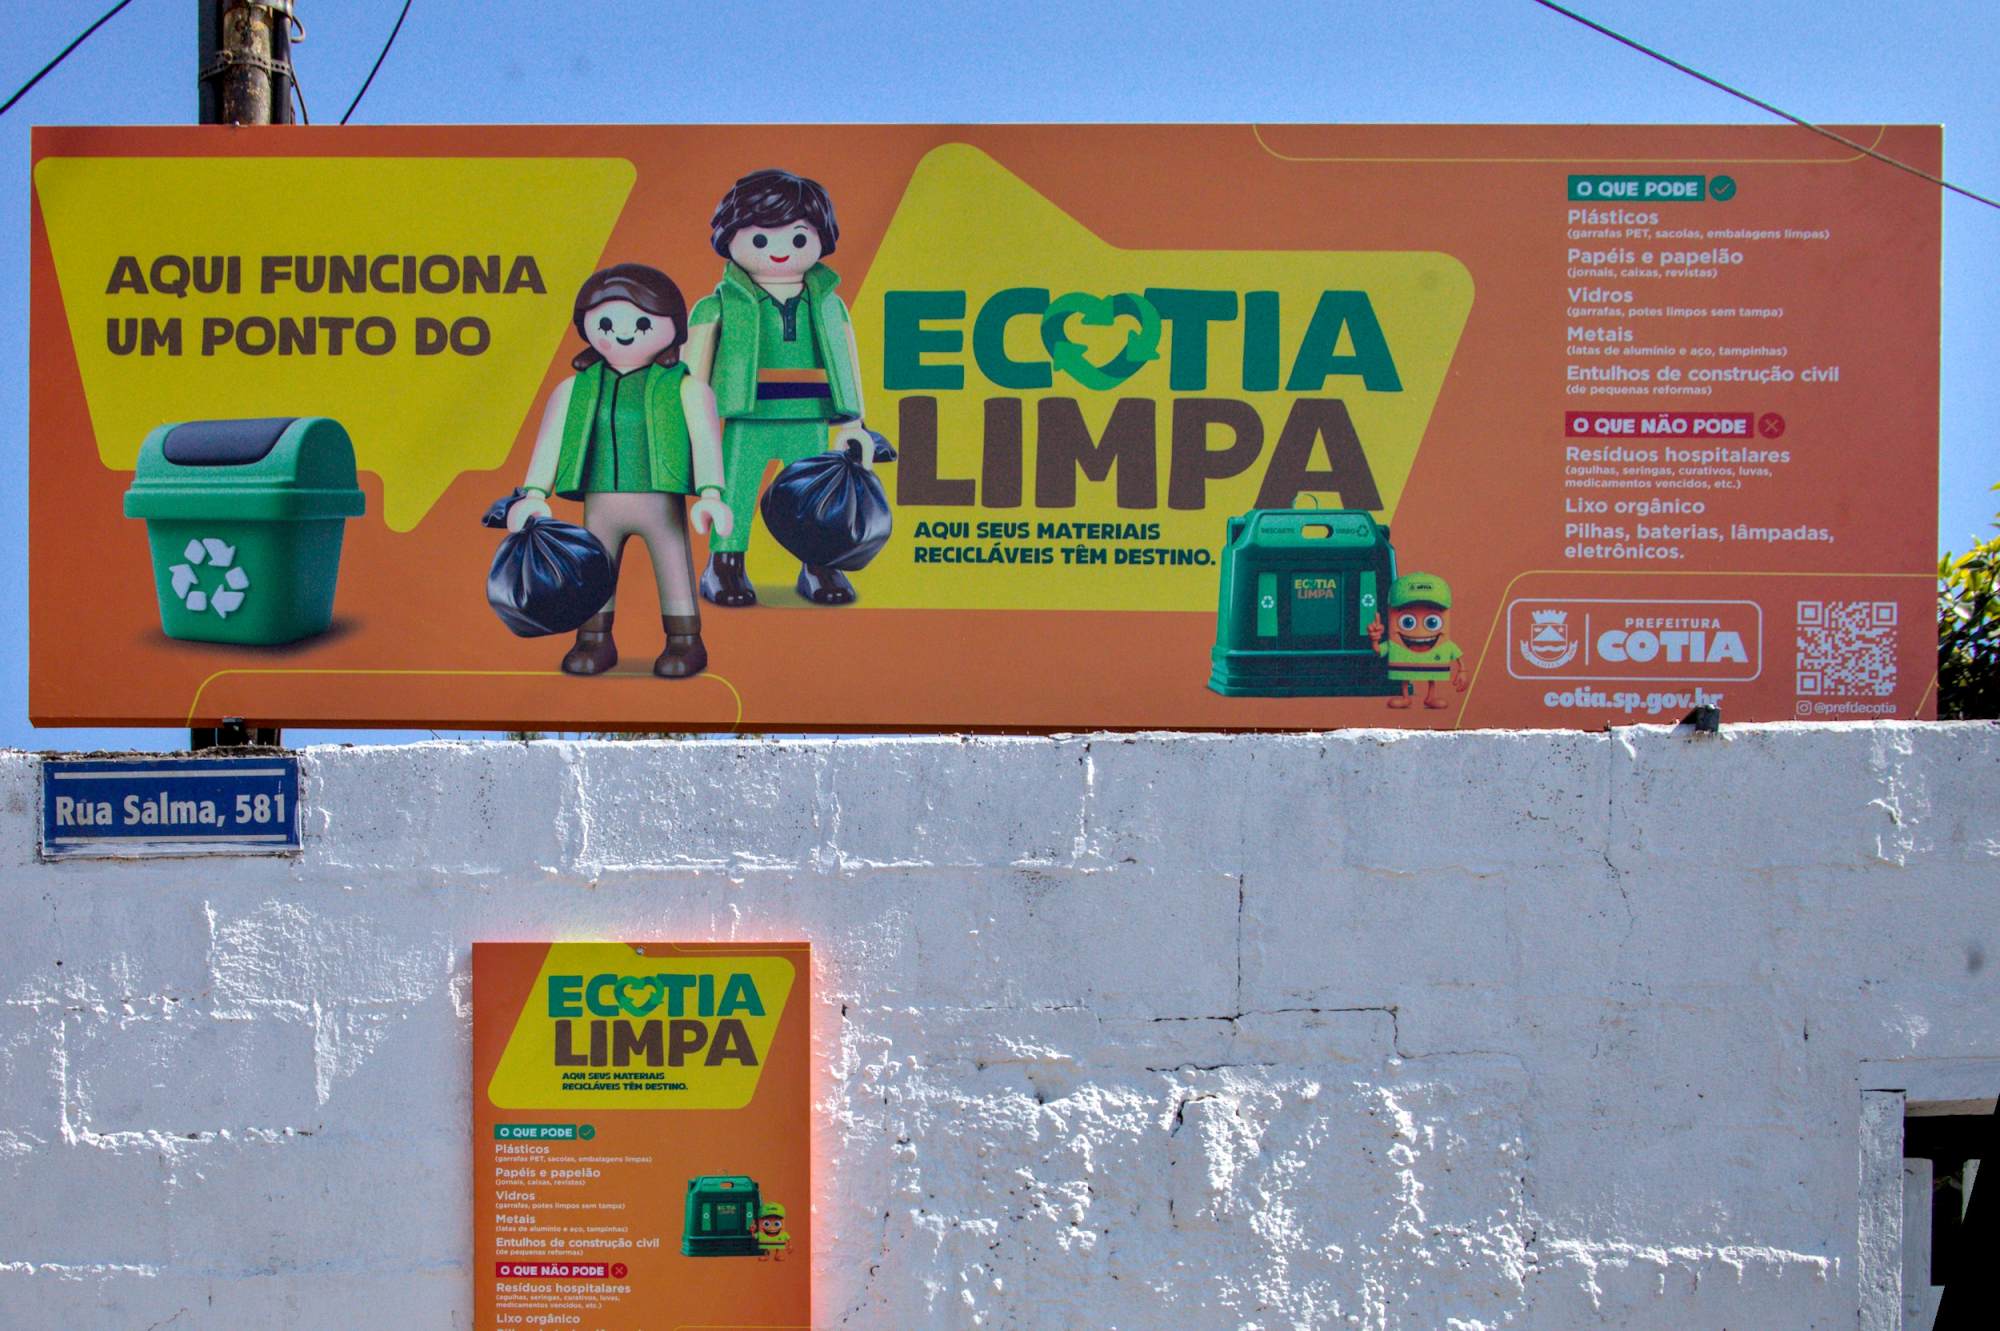 AQUI FUNCIONA
UM PONTO DO
ECOTIA
LIMPA
AQUI SEUS MATERIAIS
RECICLÁVEIS TÊM DESTINO.
DESCARTE
ECOTIA
LIMPA
O QUE PODE
Plásticos
(garrafas PET, sacolas, embalagens limpas)
Papéis e papelão
(jornais, caixas, revistas)
Vidros
(garrafas, potes limpos sem tampa)
Metais
(latas de alumínio e aço, tampinhas)
Entulhos de construção civil
(de pequenas reformas)
O QUE NÃO PODE
Resíduos hospitalares
(agulhas, seringas, curativos, luvas,
medicamentos vencidos, etc.)
Lixo orgânico
Pilhas, baterias, lâmpadas,
eletrônicos.
PREFEITURA
COTIA
cotia.sp.gov.br
@prefdecotia
Rua Salma, 581
ECOTIA
LIMPA
AQUI SEUS MATERIAIS
RECICLÁVEIS TÊM DESTINO.
O QUE PODE
Plásticos
(garrafas PET, sacolas, embalagens limpas)
Papéis e papelão
(jornais, caixas, revistas)
Vidros
(garrafas, potes limpos sem tampa)
Metais
(latas de alumínio e aço, tampinhas)
Entulhos de construção civil
(de pequenas reformas)
O QUE NÃO PODE
Resíduos hospitalares
(agulhas, seringas, curativos, luvas,
medicamentos vencidos, etc.)
Lixo orgânico